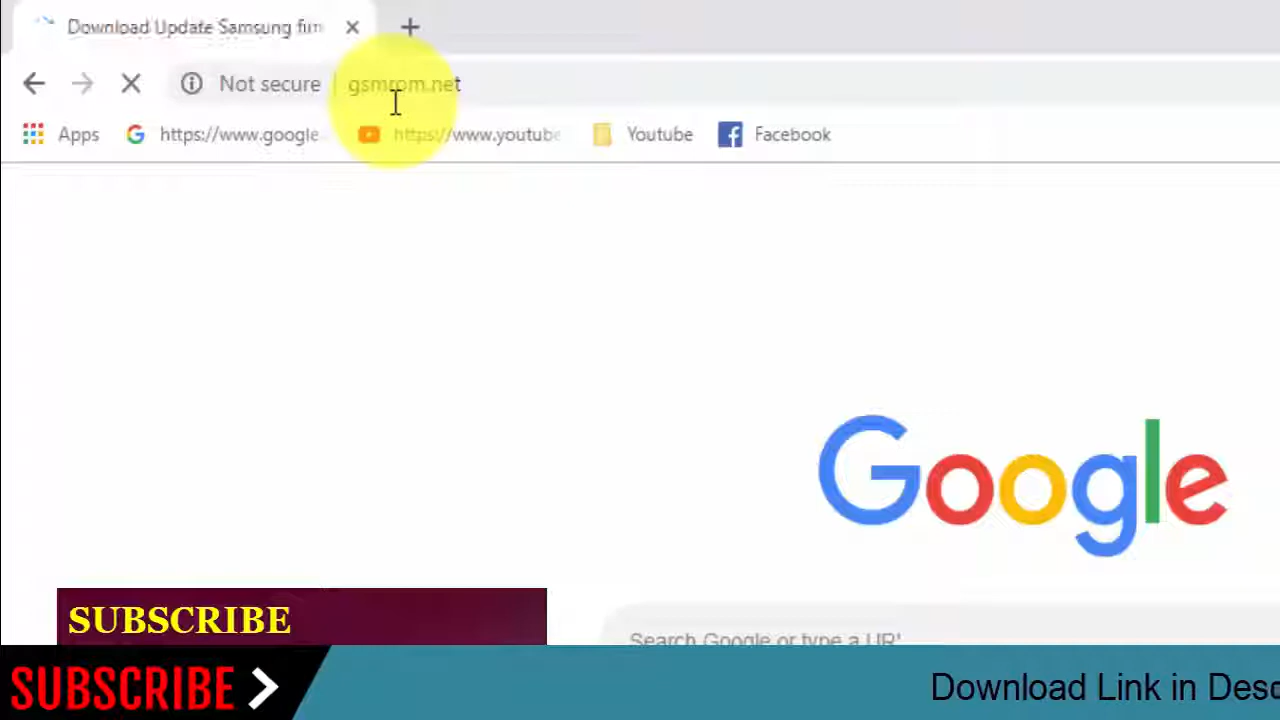 Download Update Samsung firm
Not secure | gsmrom.net
Apps https://www.google. https://www.youtube Youtube Facebook
Google
Search Google or type a UR
SUBSCRIBE
SUBSCRIBE
Download Link in Desc